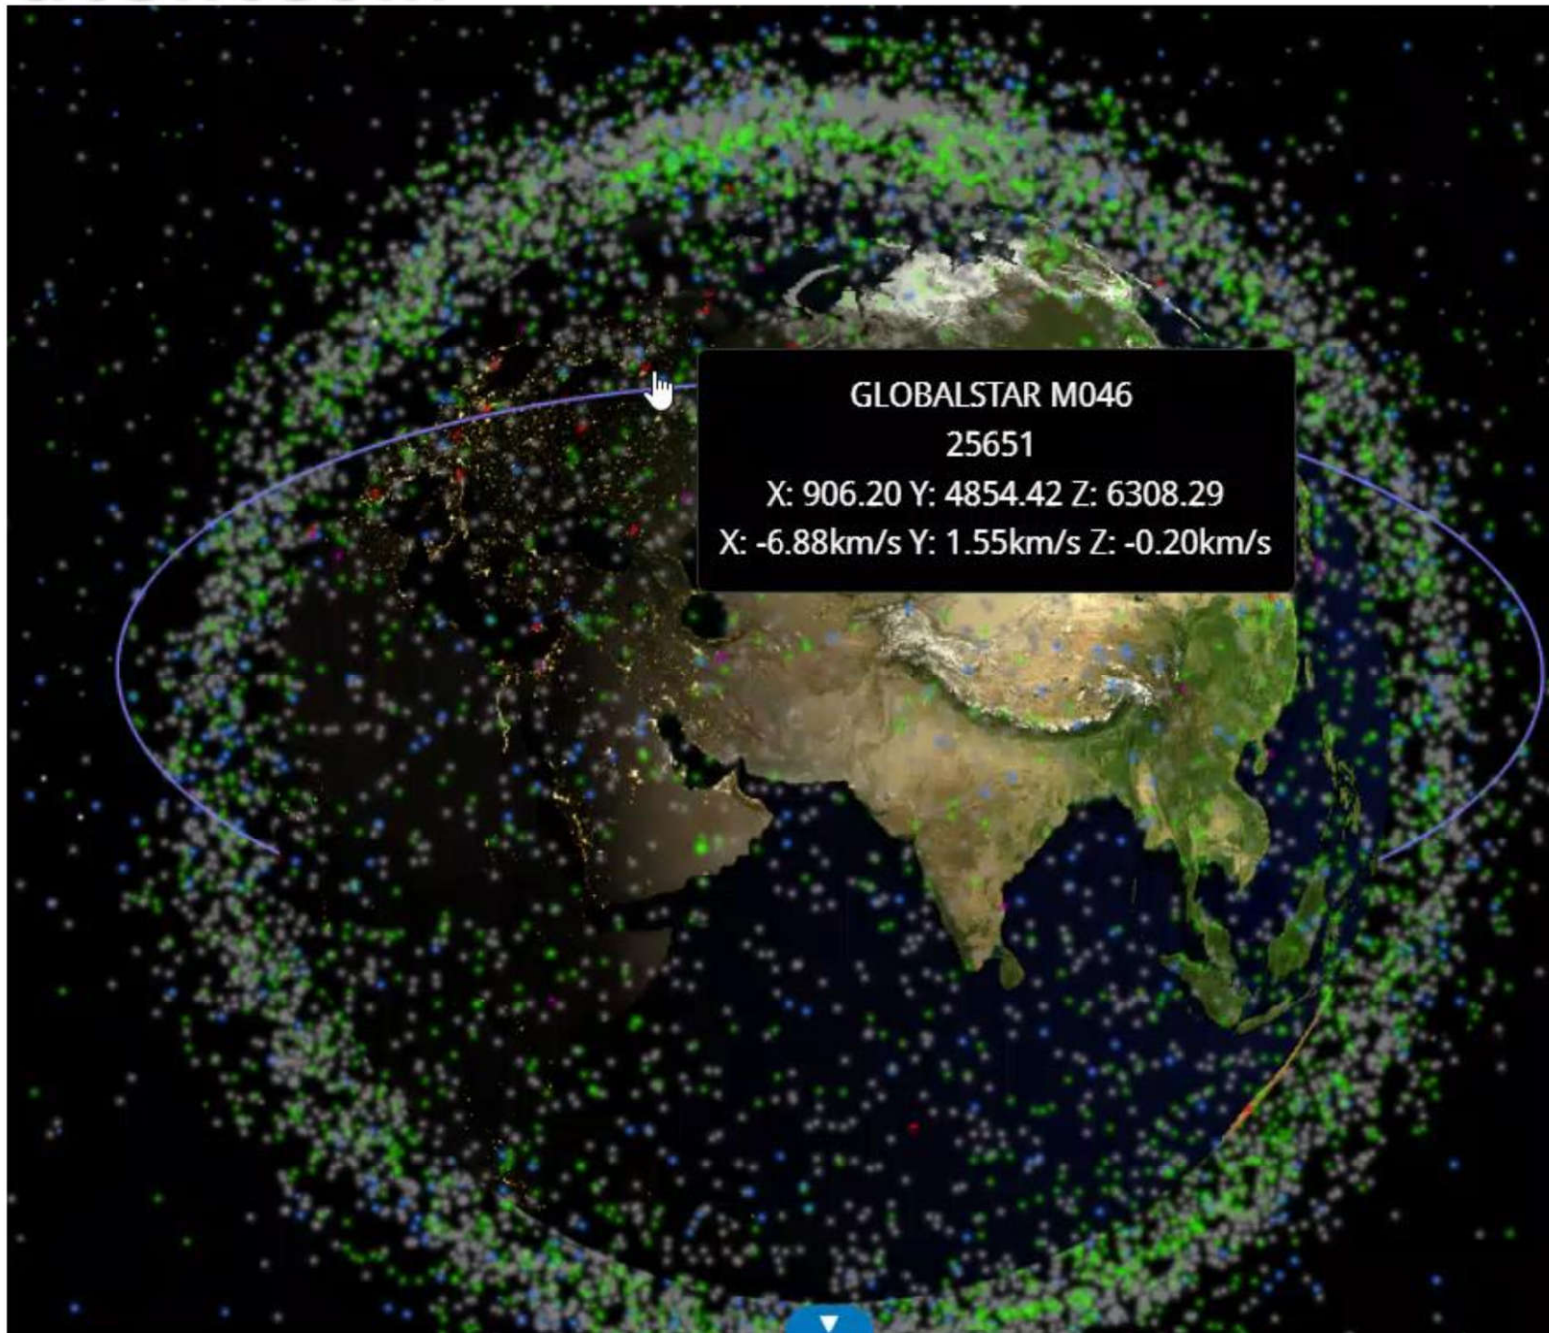 GLOBALSTAR M046
25651
X: 906.20 Y: 4854.42 Z: 6308.29
X: -6.88km/s Y: 1.55km/s Z: -0.20km/s